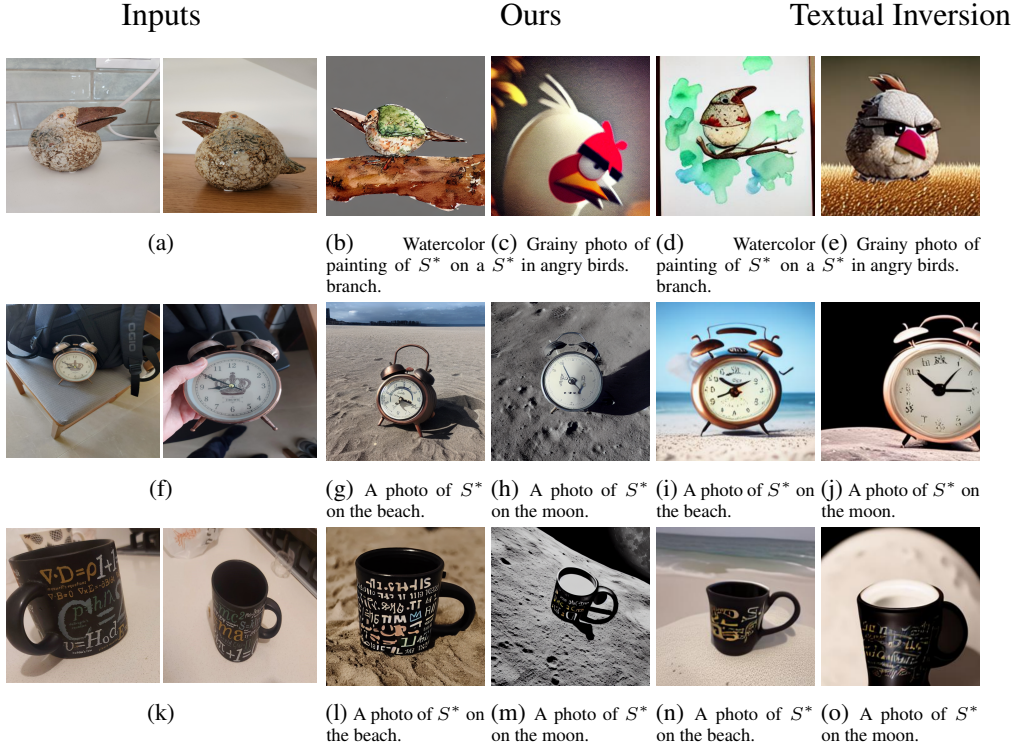 Inputs
Ours
Textual Inversion
(a)
(b) Watercolor
painting of S* on a
branch.
(c) Grainy photo of
S* in angry birds.
(d) Watercolor
painting of S* on a
branch.
(e) Grainy photo of
S* in angry birds.
(f)
(g) A photo of S*
on the beach.
(h) A photo of S*
on the moon.
(i) A photo of S* on
the beach.
(j) A photo of S* on
the moon.
∇·D=ρ
(k)
(l) A photo of S* on
the beach.
(m) A photo of S*
on the moon.
(n) A photo of S*
on the beach.
(o) A photo of S*
on the moon.